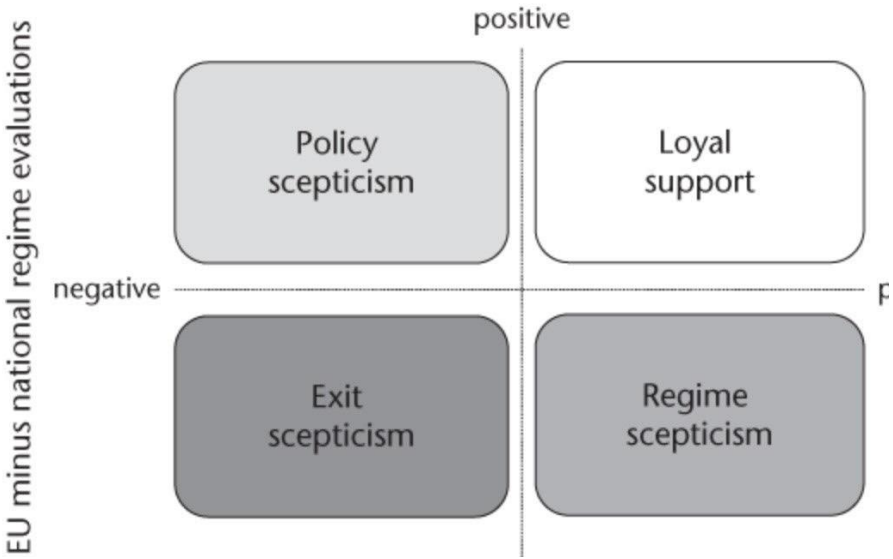 EU minus national regime evaluations
positive
Policy
scepticism
Loyal
support
negative
Exit
scepticism
Regime
scepticism